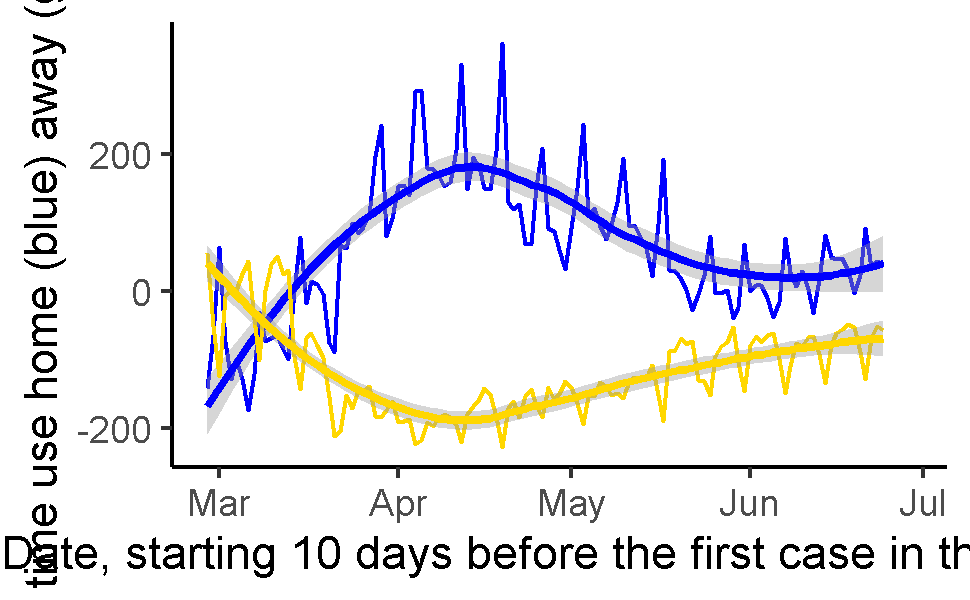 time use home (blue) away (
200
0
-200
Mar Apr May Jun Jul
Date, starting 10 days before the first case in th